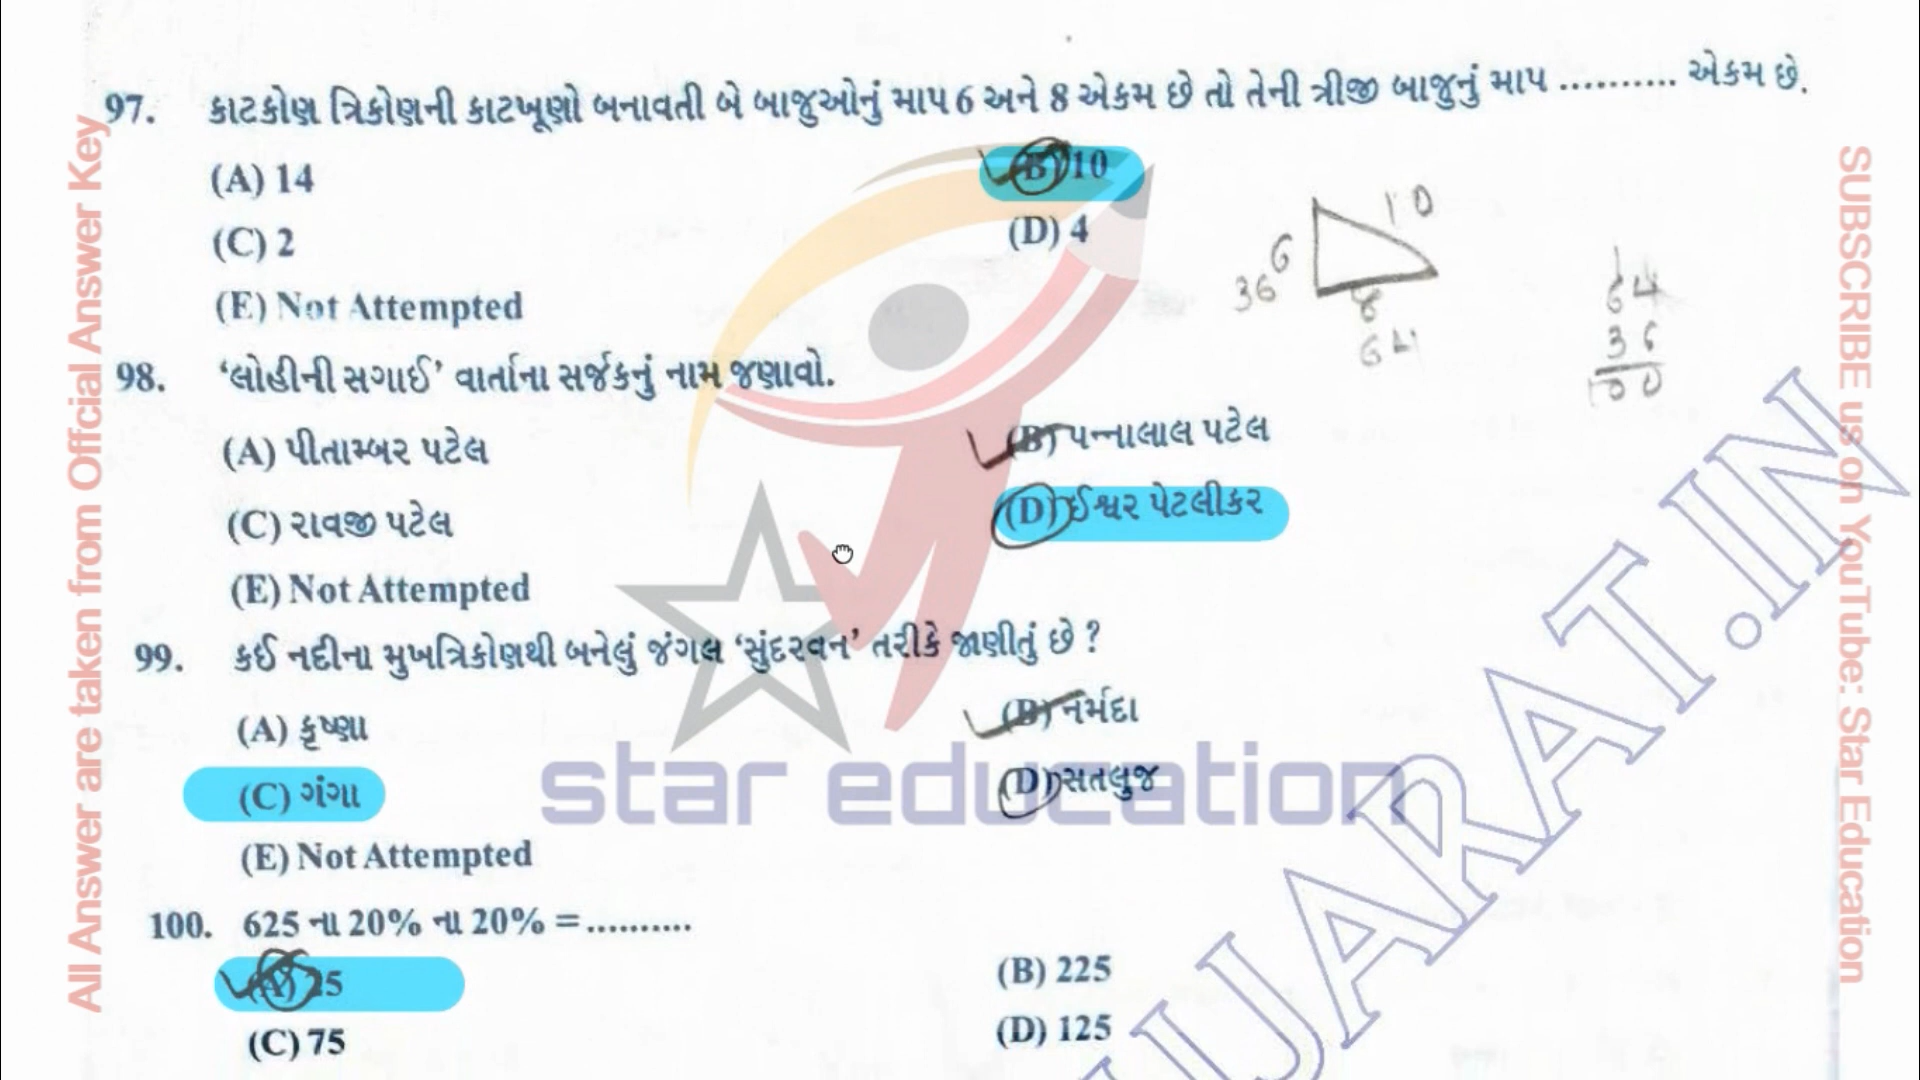 97. કાટકોણ ત્રિકોણની કાટખૂણો બનાવતી બે બાજુઓનું માપ 6 અને 8 એકમ છે તો તેની ત્રીજી બાજુનું માપ .......... એકમ છે.
(A) 14
(B) 10
(C) 2
(D) 4
(E) Not Attempted
10
6
36
8
64
64
36
100
98. ‘લોહીની સગાઈ’ વાર્તાના સર્જકનું નામ જણાવો.
(A) પીતામ્બર પટેલ
(B) પન્નાલાલ પટેલ
(C) રાવજી પટેલ
(D) ઈશ્વર પેટલીકર
(E) Not Attempted
99. કઈ નદીના મુખત્રિકોણથી બનેલું જંગલ ‘સુંદરવન’ તરીકે જાણીતું છે ?
(A) કૃષ્ણા
(B) નર્મદા
(C) ગંગા
(D) સતલુજ
(E) Not Attempted
100. 625 ના 20% ના 20% = ..........
(A) 25
(B) 225
(C) 75
(D) 125
star education
UJARAT.IN
All Answer are taken from Offcial Answer Key
SUBSCRIBE us on YouTube: Star Education